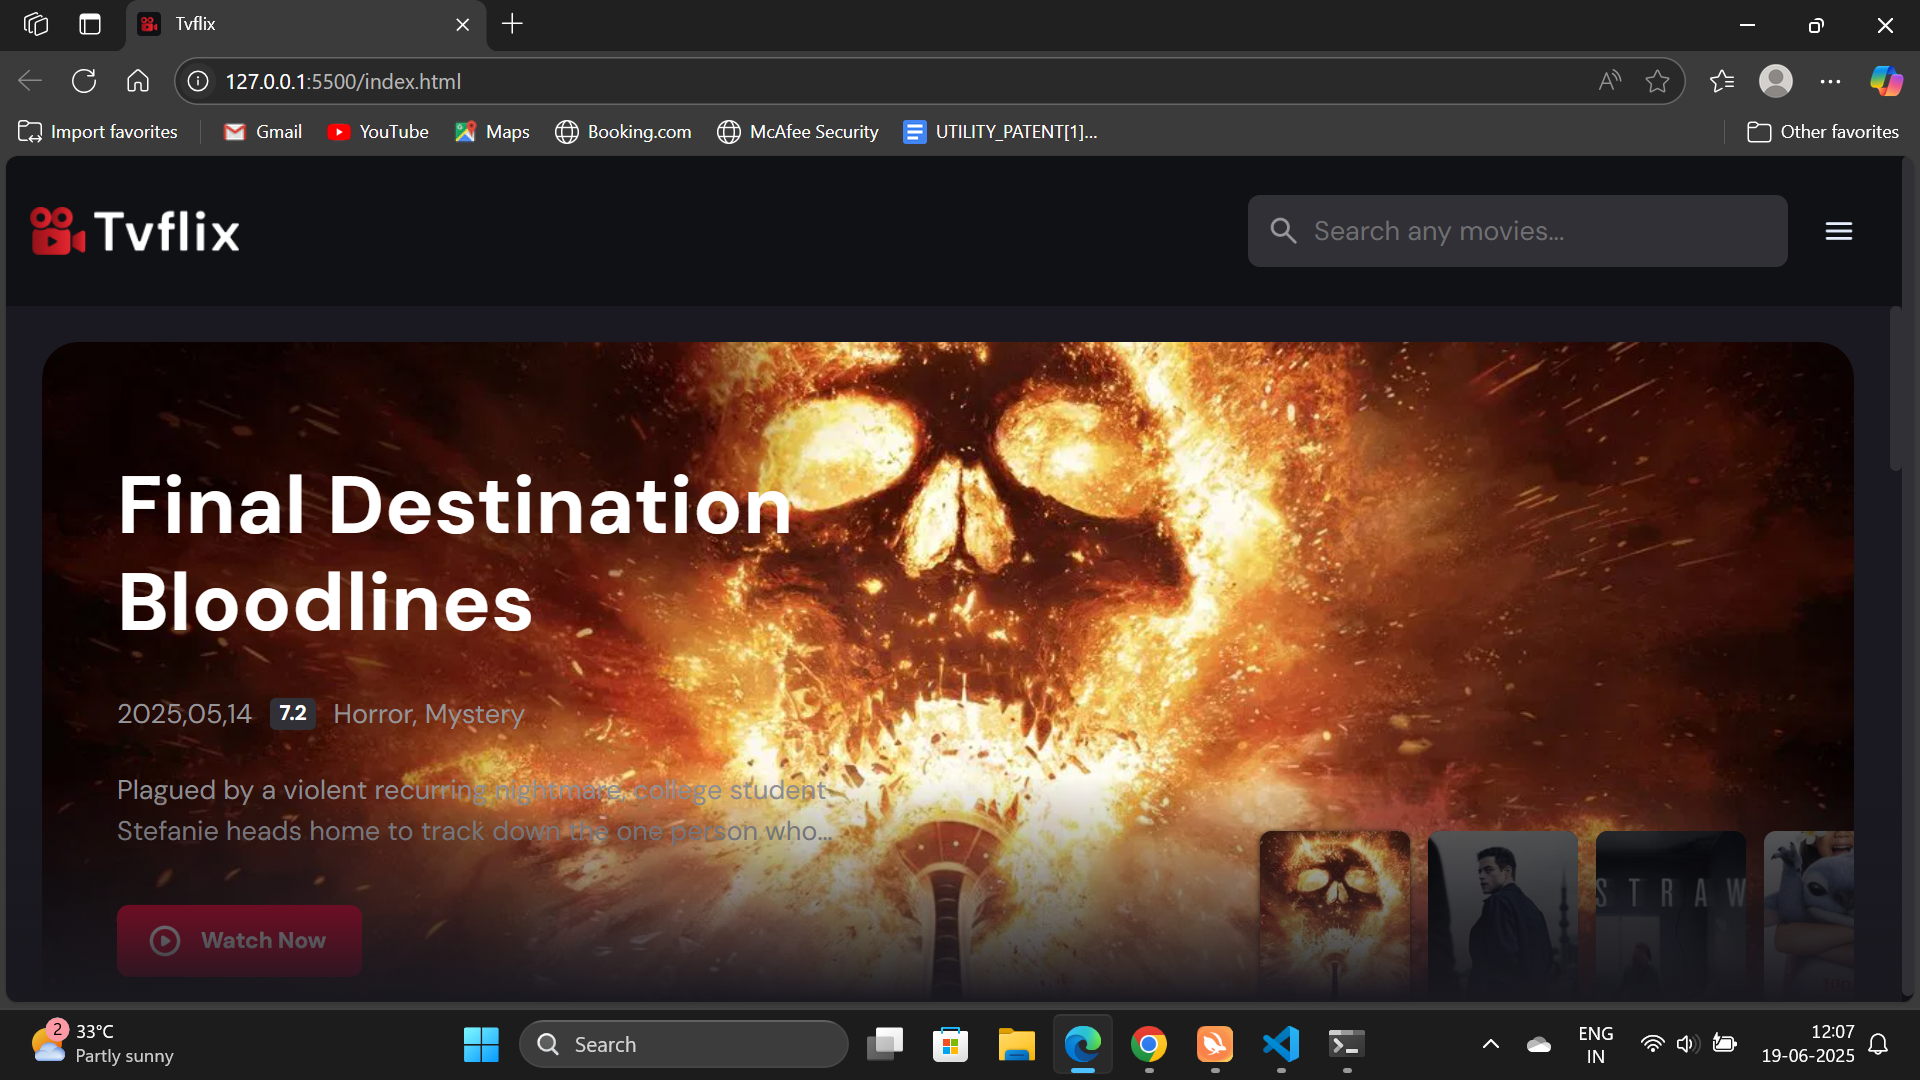 Tvflix
127.0.0.1:5500/index.html
Import favorites
Gmail
YouTube
Maps
Booking.com
McAfee Security
UTILITY_PATENT[1]...
Other favorites
Tvflix
Search any movies...
Final Destination
Bloodlines
2025,05,14 7.2 Horror, Mystery
Plagued by a violent recurring nightmare, college student
Stefanie heads home to track down the one person who...
Watch Now
STRAW
2
33°C
Partly sunny
Search
ENG
IN
12:07
19-06-2025